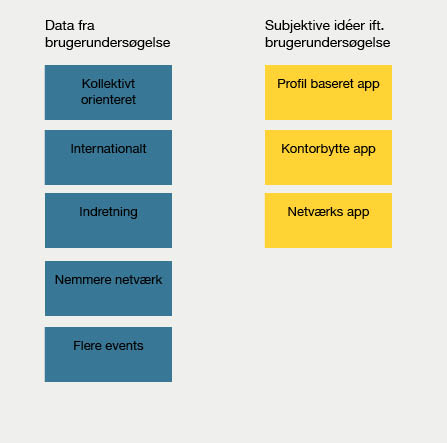 Data fra
brugerundersøgelse
Kollektivt
orienteret
Internationalt
Indretning
Nemmere netværk
Flere events
Subjektive idéer ift.
brugerundersøgelse
Profil baseret app
Kontorbytte app
Netværks app